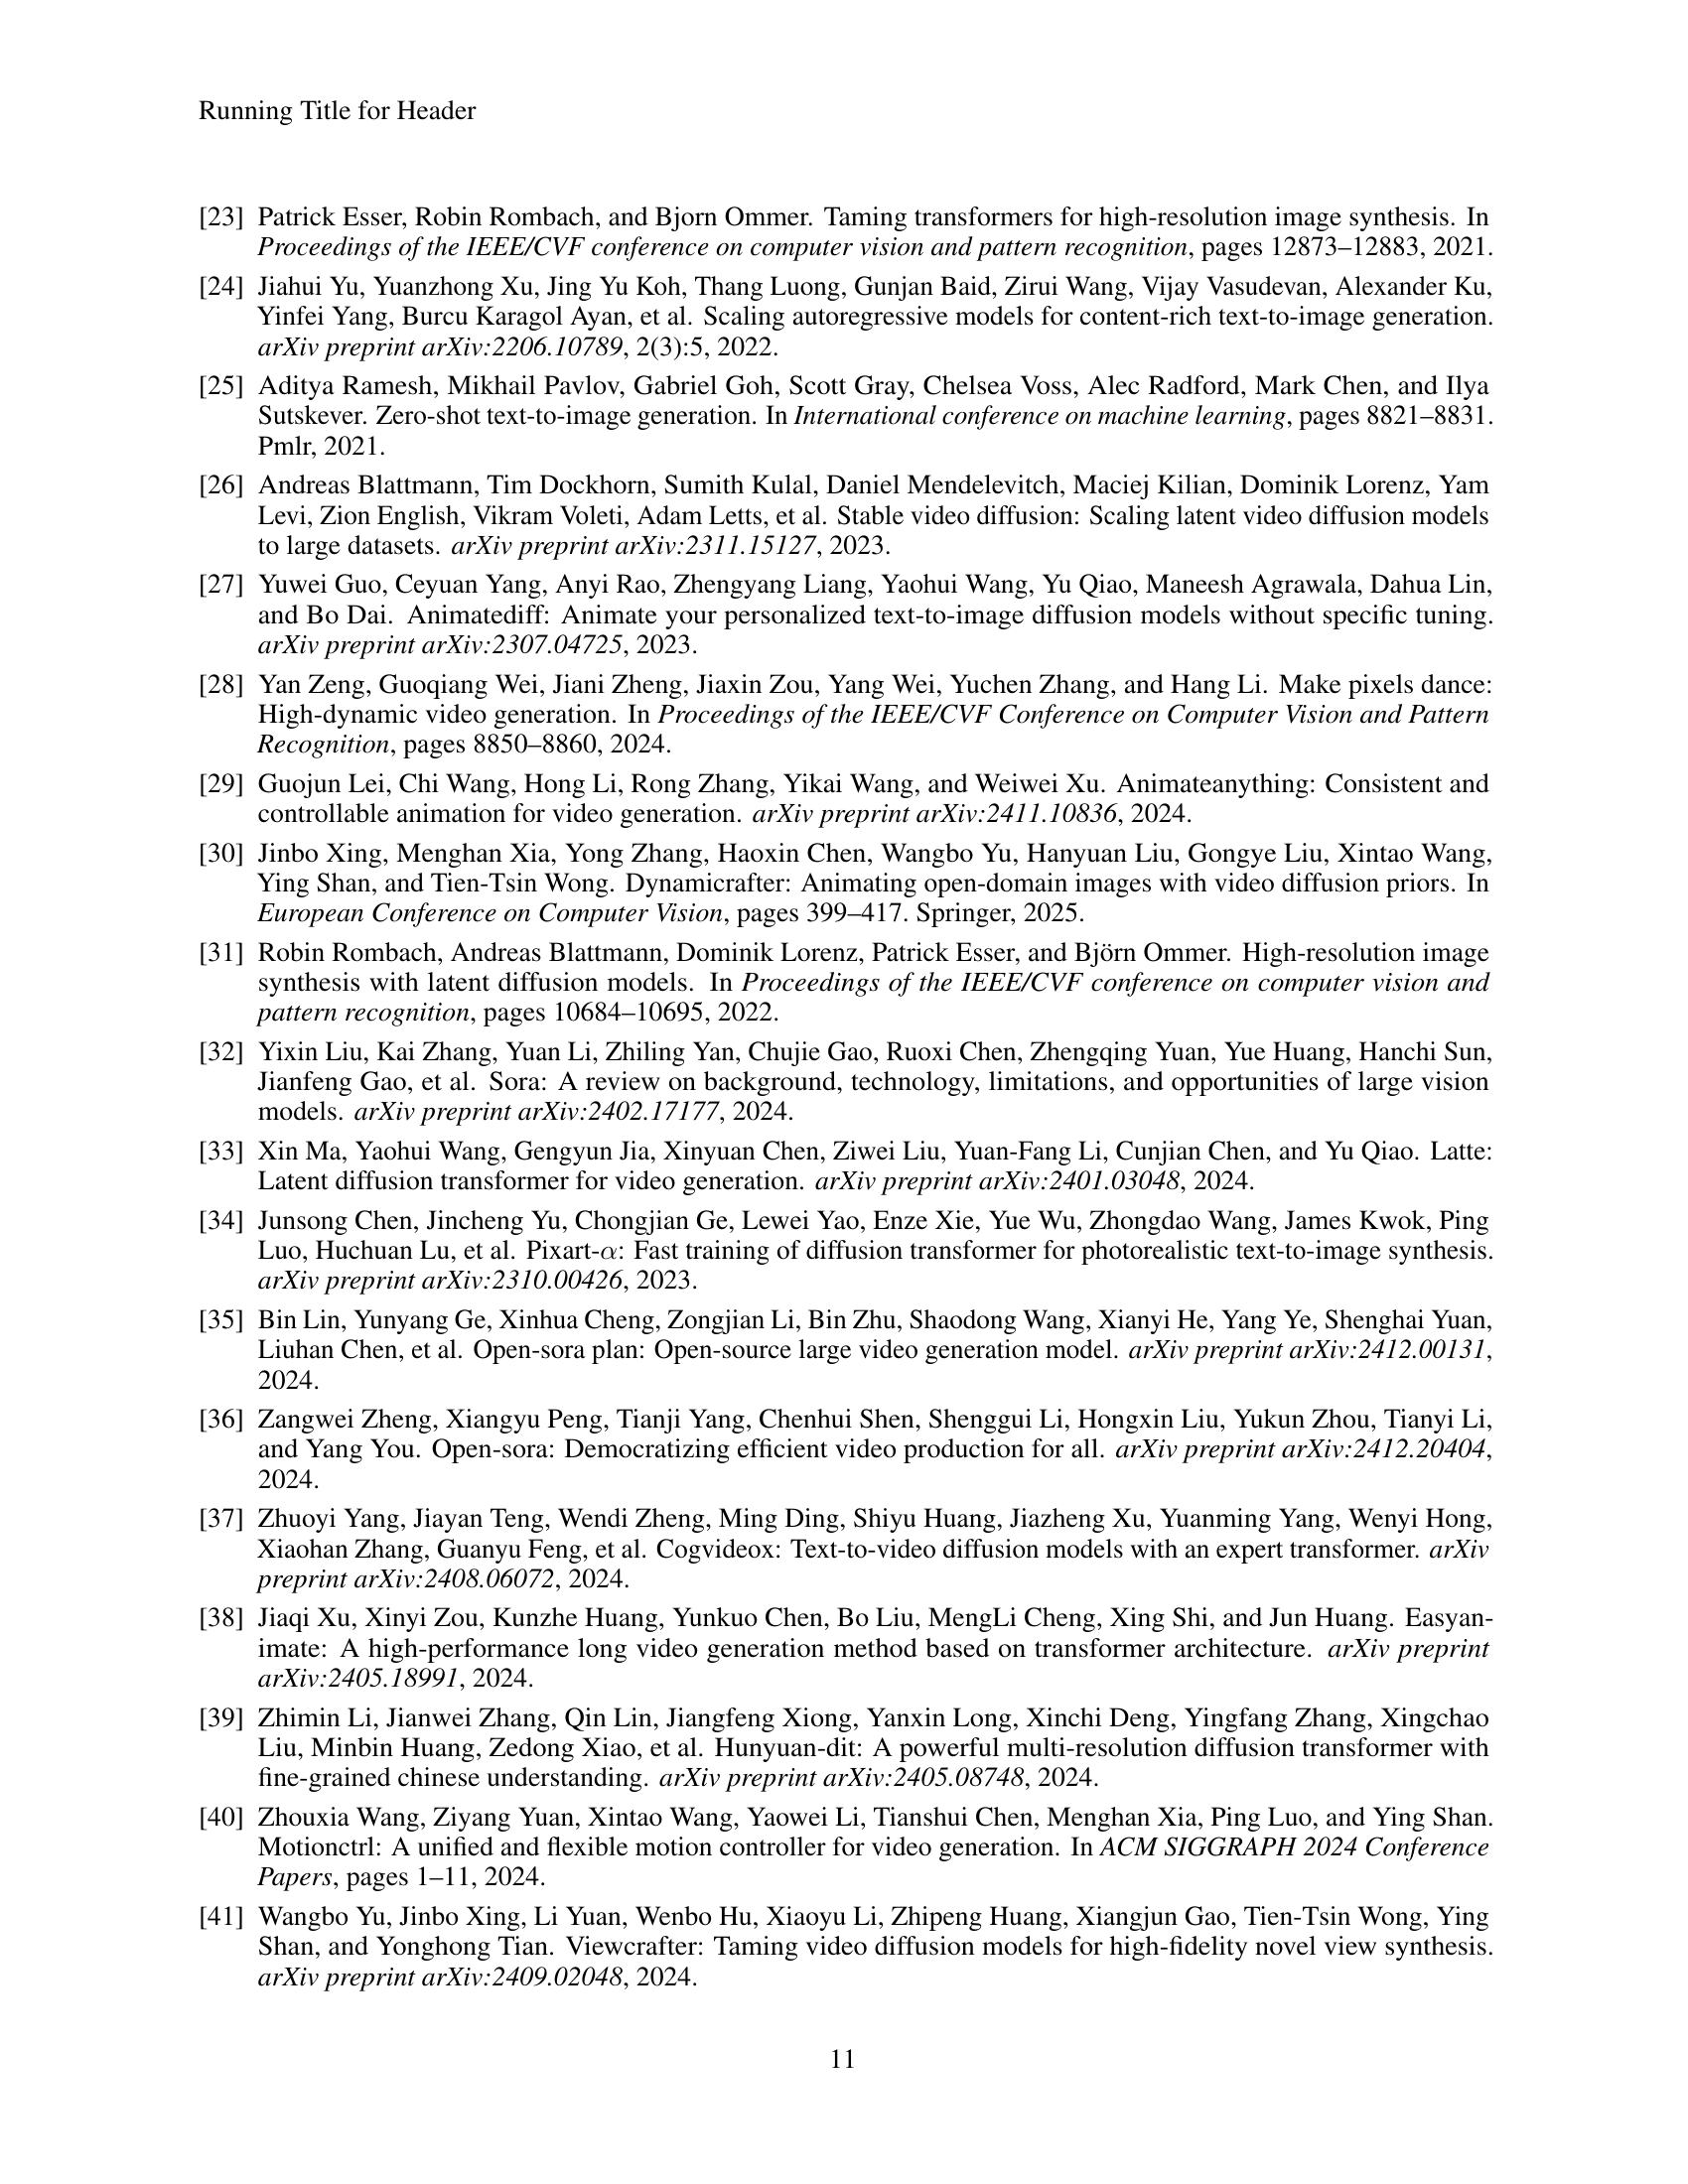 Running Title for Header
[23] Patrick Esser, Robin Rombach, and Bjorn Ommer. Taming transformers for high-resolution image synthesis. In
Proceedings of the IEEE/CVF conference on computer vision and pattern recognition, pages 12873–12883, 2021.
[24] Jiahui Yu, Yuanzhong Xu, Jing Yu Koh, Thang Luong, Gunjan Baid, Zirui Wang, Vijay Vasudevan, Alexander Ku,
Yinfei Yang, Burcu Karagol Ayan, et al. Scaling autoregressive models for content-rich text-to-image generation.
arXiv preprint arXiv:2206.10789, 2(3):5, 2022.
[25] Aditya Ramesh, Mikhail Pavlov, Gabriel Goh, Scott Gray, Chelsea Voss, Alec Radford, Mark Chen, and Ilya
Sutskever. Zero-shot text-to-image generation. In International conference on machine learning, pages 8821–8831.
Pmlr, 2021.
[26] Andreas Blattmann, Tim Dockhorn, Sumith Kulal, Daniel Mendelevitch, Maciej Kilian, Dominik Lorenz, Yam
Levi, Zion English, Vikram Voleti, Adam Letts, et al. Stable video diffusion: Scaling latent video diffusion models
to large datasets. arXiv preprint arXiv:2311.15127, 2023.
[27] Yuwei Guo, Ceyuan Yang, Anyi Rao, Zhengyang Liang, Yaohui Wang, Yu Qiao, Maneesh Agrawala, Dahua Lin,
and Bo Dai. Animatediff: Animate your personalized text-to-image diffusion models without specific tuning.
arXiv preprint arXiv:2307.04725, 2023.
[28] Yan Zeng, Guoqiang Wei, Jiani Zheng, Jiaxin Zou, Yang Wei, Yuchen Zhang, and Hang Li. Make pixels dance:
High-dynamic video generation. In Proceedings of the IEEE/CVF Conference on Computer Vision and Pattern
Recognition, pages 8850–8860, 2024.
[29] Guojun Lei, Chi Wang, Hong Li, Rong Zhang, Yikai Wang, and Weiwei Xu. Animateanything: Consistent and
controllable animation for video generation. arXiv preprint arXiv:2411.10836, 2024.
[30] Jinbo Xing, Menghan Xia, Yong Zhang, Haoxin Chen, Wangbo Yu, Hanyuan Liu, Gongye Liu, Xintao Wang,
Ying Shan, and Tien-Tsin Wong. Dynamicrafter: Animating open-domain images with video diffusion priors. In
European Conference on Computer Vision, pages 399–417. Springer, 2025.
[31] Robin Rombach, Andreas Blattmann, Dominik Lorenz, Patrick Esser, and Björn Ommer. High-resolution image
synthesis with latent diffusion models. In Proceedings of the IEEE/CVF conference on computer vision and
pattern recognition, pages 10684–10695, 2022.
[32] Yixin Liu, Kai Zhang, Yuan Li, Zhiling Yan, Chujie Gao, Ruoxi Chen, Zhengqing Yuan, Yue Huang, Hanchi Sun,
Jianfeng Gao, et al. Sora: A review on background, technology, limitations, and opportunities of large vision
models. arXiv preprint arXiv:2402.17177, 2024.
[33] Xin Ma, Yaohui Wang, Gengyun Jia, Xinyuan Chen, Ziwei Liu, Yuan-Fang Li, Cunjian Chen, and Yu Qiao. Latte:
Latent diffusion transformer for video generation. arXiv preprint arXiv:2401.03048, 2024.
[34] Junsong Chen, Jincheng Yu, Chongjian Ge, Lewei Yao, Enze Xie, Yue Wu, Zhongdao Wang, James Kwok, Ping
Luo, Huchuan Lu, et al. Pixart-α: Fast training of diffusion transformer for photorealistic text-to-image synthesis.
arXiv preprint arXiv:2310.00426, 2023.
[35] Bin Lin, Yunyang Ge, Xinhua Cheng, Zongjian Li, Bin Zhu, Shaodong Wang, Xianyi He, Yang Ye, Shenghai Yuan,
Liuhan Chen, et al. Open-sora plan: Open-source large video generation model. arXiv preprint arXiv:2412.00131,
2024.
[36] Zangwei Zheng, Xiangyu Peng, Tianji Yang, Chenhui Shen, Shenggui Li, Hongxin Liu, Yukun Zhou, Tianyi Li,
and Yang You. Open-sora: Democratizing efficient video production for all. arXiv preprint arXiv:2412.20404,
2024.
[37] Zhuoyi Yang, Jiayan Teng, Wendi Zheng, Ming Ding, Shiyu Huang, Jiazheng Xu, Yuanming Yang, Wenyi Hong,
Xiaohan Zhang, Guanyu Feng, et al. Cogvideox: Text-to-video diffusion models with an expert transformer. arXiv
preprint arXiv:2408.06072, 2024.
[38] Jiaqi Xu, Xinyi Zou, Kunzhe Huang, Yunkuo Chen, Bo Liu, MengLi Cheng, Xing Shi, and Jun Huang. Easyan-
imate: A high-performance long video generation method based on transformer architecture. arXiv preprint
arXiv:2405.18991, 2024.
[39] Zhimin Li, Jianwei Zhang, Qin Lin, Jiangfeng Xiong, Yanxin Long, Xinchi Deng, Yingfang Zhang, Xingchao
Liu, Minbin Huang, Zedong Xiao, et al. Hunyuan-dit: A powerful multi-resolution diffusion transformer with
fine-grained chinese understanding. arXiv preprint arXiv:2405.08748, 2024.
[40] Zhouxia Wang, Ziyang Yuan, Xintao Wang, Yaowei Li, Tianshui Chen, Menghan Xia, Ping Luo, and Ying Shan.
Motionctrl: A unified and flexible motion controller for video generation. In ACM SIGGRAPH 2024 Conference
Papers, pages 1–11, 2024.
[41] Wangbo Yu, Jinbo Xing, Li Yuan, Wenbo Hu, Xiaoyu Li, Zhipeng Huang, Xiangjun Gao, Tien-Tsin Wong, Ying
Shan, and Yonghong Tian. Viewcrafter: Taming video diffusion models for high-fidelity novel view synthesis.
arXiv preprint arXiv:2409.02048, 2024.
11